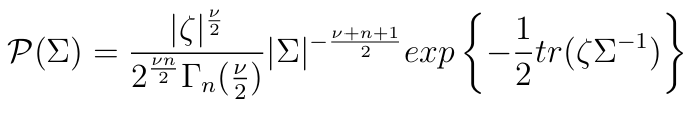 $\mathcal{P}(\Sigma) = \frac{|\zeta|^{\frac{\nu}{2}}}{2^{\frac{\nu n}{2}} \Gamma_n(\frac{\nu}{2})} |\Sigma|^{-\frac{\nu+n+1}{2}} exp \left\{ -\frac{1}{2} tr(\zeta \Sigma^{-1}) \right\}$